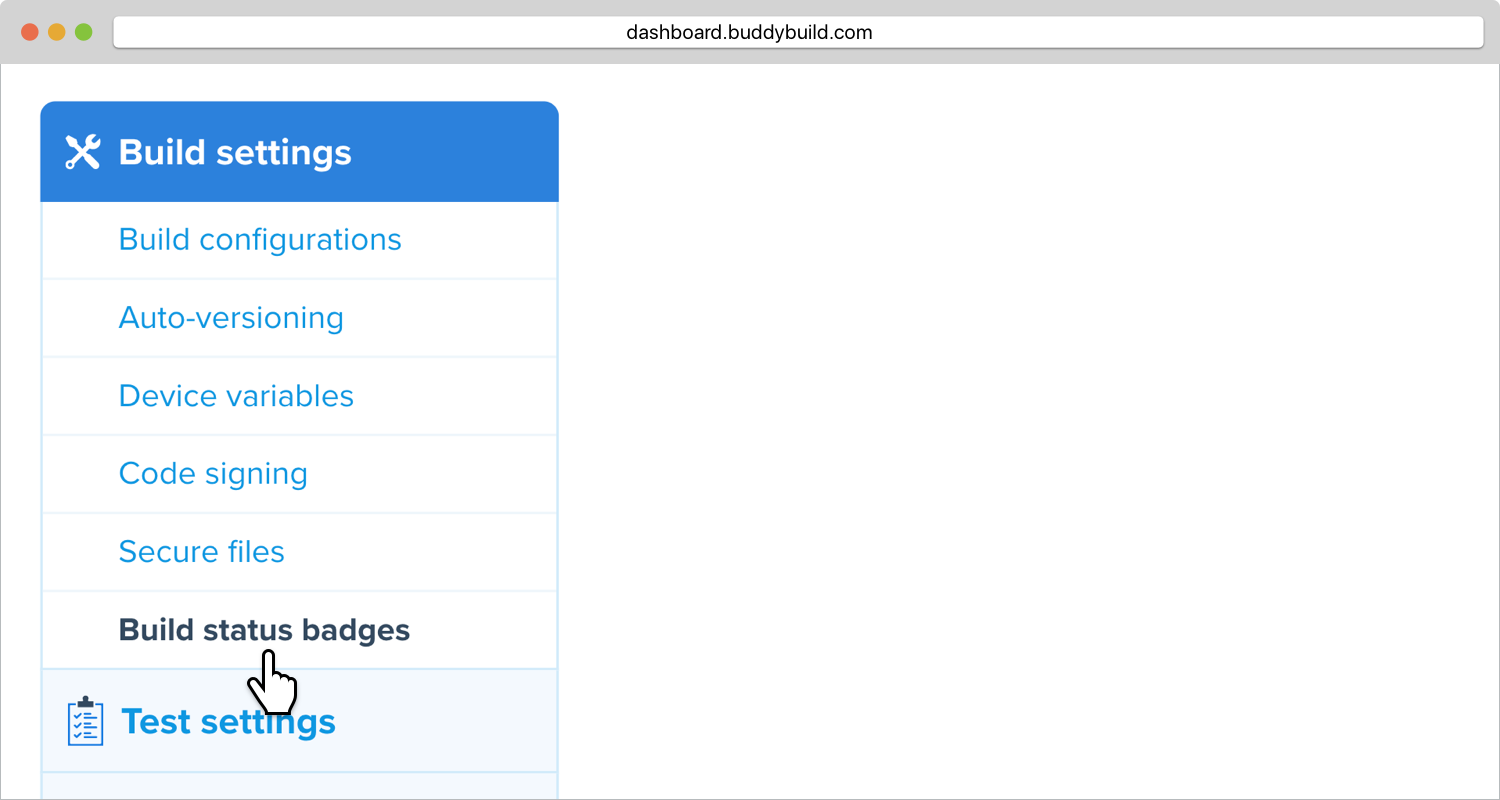 dashboard.buddybuild.com
Build settings
Build configurations
Auto-versioning
Device variables
Code signing
Secure files
Build status badges
Test settings